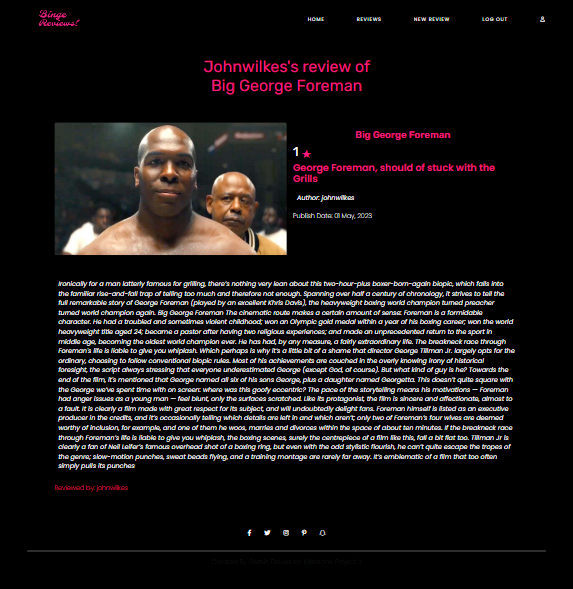 Binge
Reviews!
HOME
REVIEWS
NEW REVIEW
LOG OUT
Johnwilkes's review of
Big George Foreman
Big George Foreman
1
George Foreman, should of stuck with the
Grills
Author: johnwilkes
Publish Date: 01 May, 2023
Ironically for a man latterly famous for grilling, there's nothing very lean about this two-hour-plus boxer-born-again biopic, which falls into
the familiar rise-and-fall trap of telling too much and therefore not enough. Spanning over half a century of chronology, it strives to tell the
full remarkable story of George Foreman (played by an excellent Khris Davis), the heavyweight boxing world champion turned preacher
turned world champion again. Big George Foreman The cinematic route makes a certain amount of sense: Foreman is a formidable
character. He had a troubled and sometimes violent childhood; won an Olympic gold medal within a year of his boxing career; won the world
heavyweight title aged 24; became a pastor after having two religious experiences; and made an unprecedented return to the sport in
middle age, becoming the oldest world champion ever. He has had, by any measure, a fairly extraordinary life. The breakneck race through
Foreman's life is liable to give you whiplash. Which perhaps is why it's a little bit of a shame that director George Tillman Jr. largely opts for the
ordinary, choosing to follow conventional biopic rules. Most of his achievements are couched in the overly knowing irony of historical
foresight, the script always stressing that everyone underestimated George (except God, of course). But what kind of guy is he? Towards the
end of the film, it's mentioned that George named all six of his sons George, plus a daughter named Georgetta. This doesn't quite square with
the George we've spent time with on screen: where was this goofy eccentric? The pace of the storytelling means his motivations — Foreman
had anger issues as a young man — feel blunt, only the surfaces scratched. Like its protagonist, the film is sincere and affectionate, almost to
a fault. It is clearly a film made with great respect for its subject, and will undoubtedly delight fans. Foreman himself is listed as an executive
producer in the credits, and it's occasionally telling which details are left in and which aren't; only two of Foreman's four wives are deemed
worthy of inclusion, for example, and one of them he woos, marries and divorces within the space of about ten minutes. If the breakneck race
through Foreman's life is liable to give you whiplash, the boxing scenes, surely the centrepiece of a film like this, fall a bit flat too. Tillman Jr is
clearly a fan of Neil Leifer's famous overhead shot of a boxing ring, but even with the odd stylistic flourish, he can't quite escape the tropes of
the genre; slow-motion punches, sweat beads flying, and a training montage are rarely far away. It's emblematic of a film that too often
simply pulls its punches
Reviewed by: johnwilkes